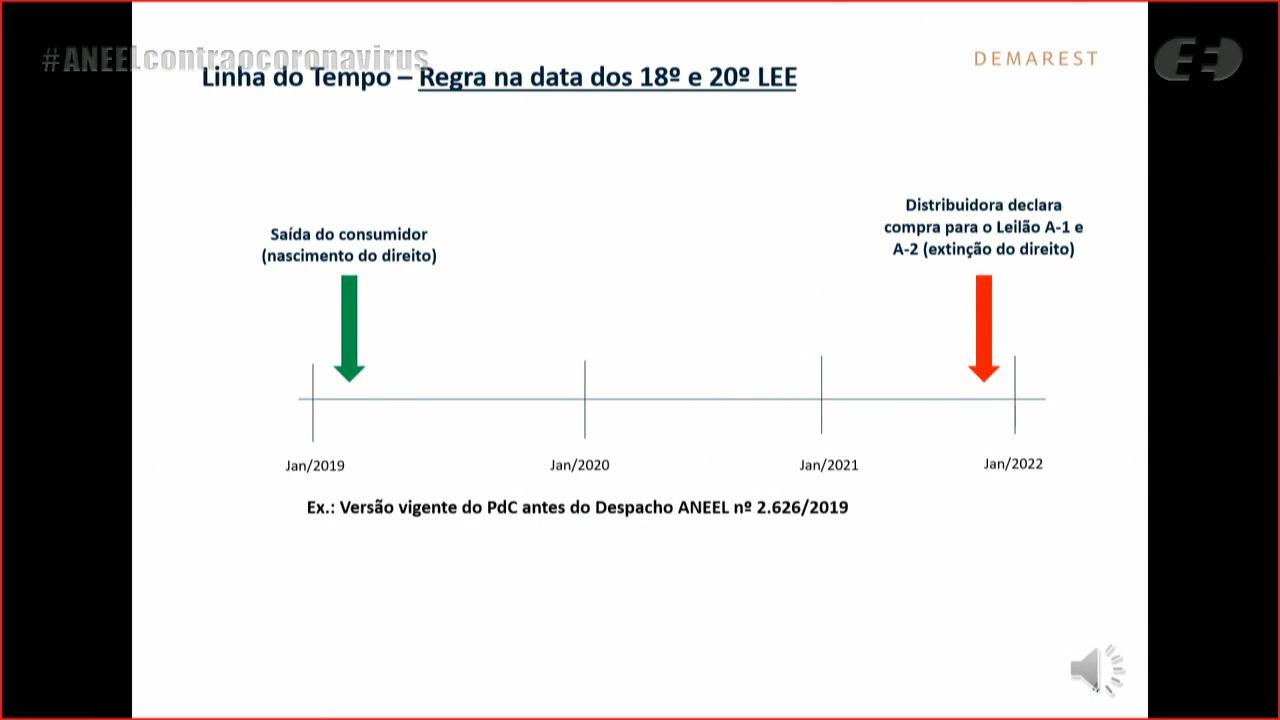 #ANEELcontraocoronavirus
DEMAREST
Linha do Tempo – Regra na data dos 18º e 20º LEE
Distribuidora declara
compra para o Leilão A-1 e
A-2 (extinção do direito)
Saída do consumidor
(nascimento do direito)
Jan/2019
Jan/2020
Jan/2021
Jan/2022
Ex.: Versão vigente do PdC antes do Despacho ANEEL nº 2.626/2019